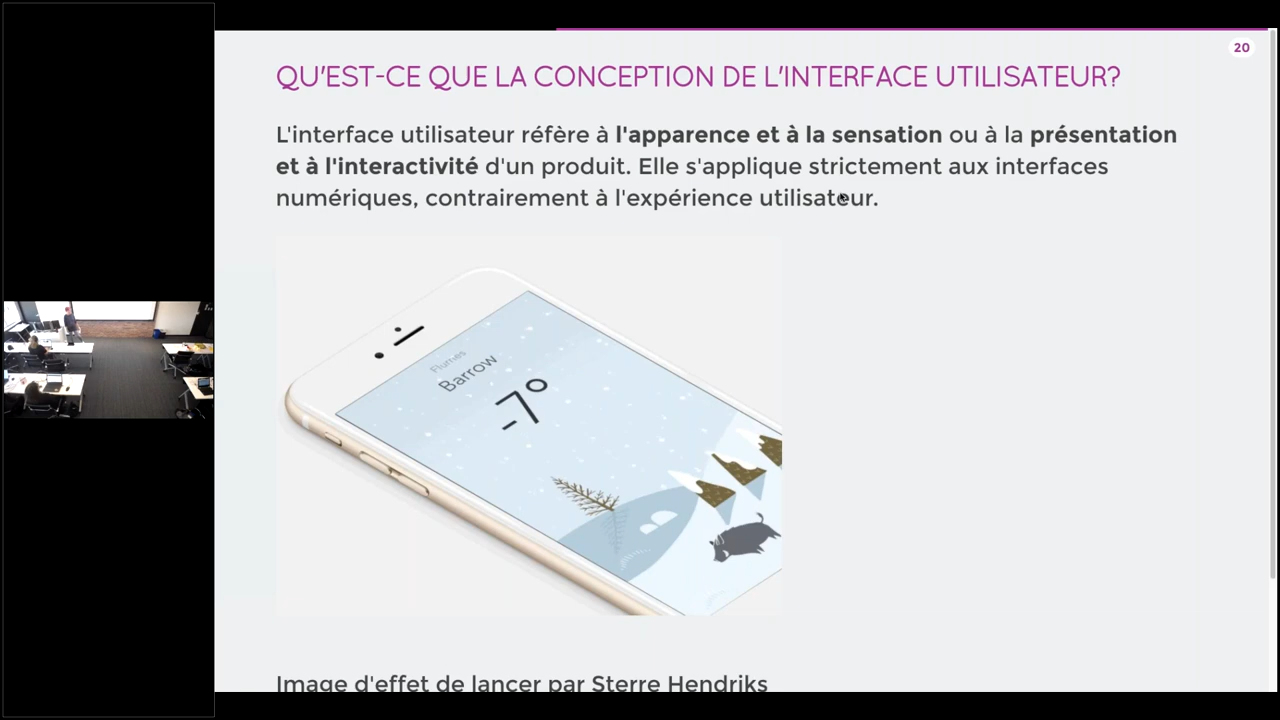 20
QU'EST-CE QUE LA CONCEPTION DE L'INTERFACE UTILISATEUR?
L'interface utilisateur réfère à l'apparence et à la sensation ou à la présentation
et à l'interactivité d'un produit. Elle s'applique strictement aux interfaces
numériques, contrairement à l'expérience utilisateur.
Flumes
Barrow
-7°
Image d'effet de lancer par Sterre Hendriks